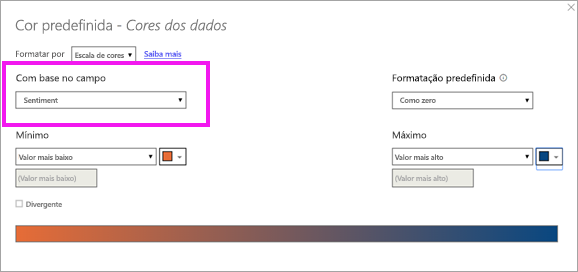 Cor predefinida - Cores dos dados
Formatar por Escala de cores Saiba mais
Com base no campo
Sentiment
Formatação predefinida
Como zero
Mínimo
Valor mais baixo
(Valor mais baixo)
Máximo
Valor mais alto
(Valor mais alto)
Divergente